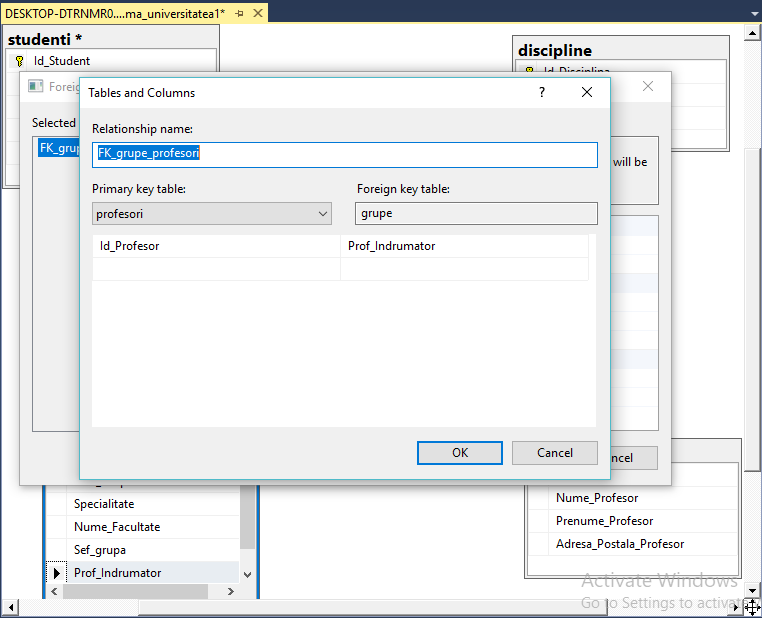 DESKTOP-DTRNMR0....ma_universitatea1*
studenti *
Id_Student
discipline
Id_Disciplina
Foreig
Tables and Columns
?
Selected
Relationship name:
FK_grup
FK_grupe_profesori
will be
Primary key table:
Foreign key table:
profesori
grupe
Id_Profesor
Prof_Indrumator
OK
Cancel
ncel
Specialitate
Nume_Profesor
Nume_Facultate
Prenume_Profesor
Sef_grupa
Adresa_Postala_Profesor
Prof_Indrumator
Activate Windows
Go to Settings to activate